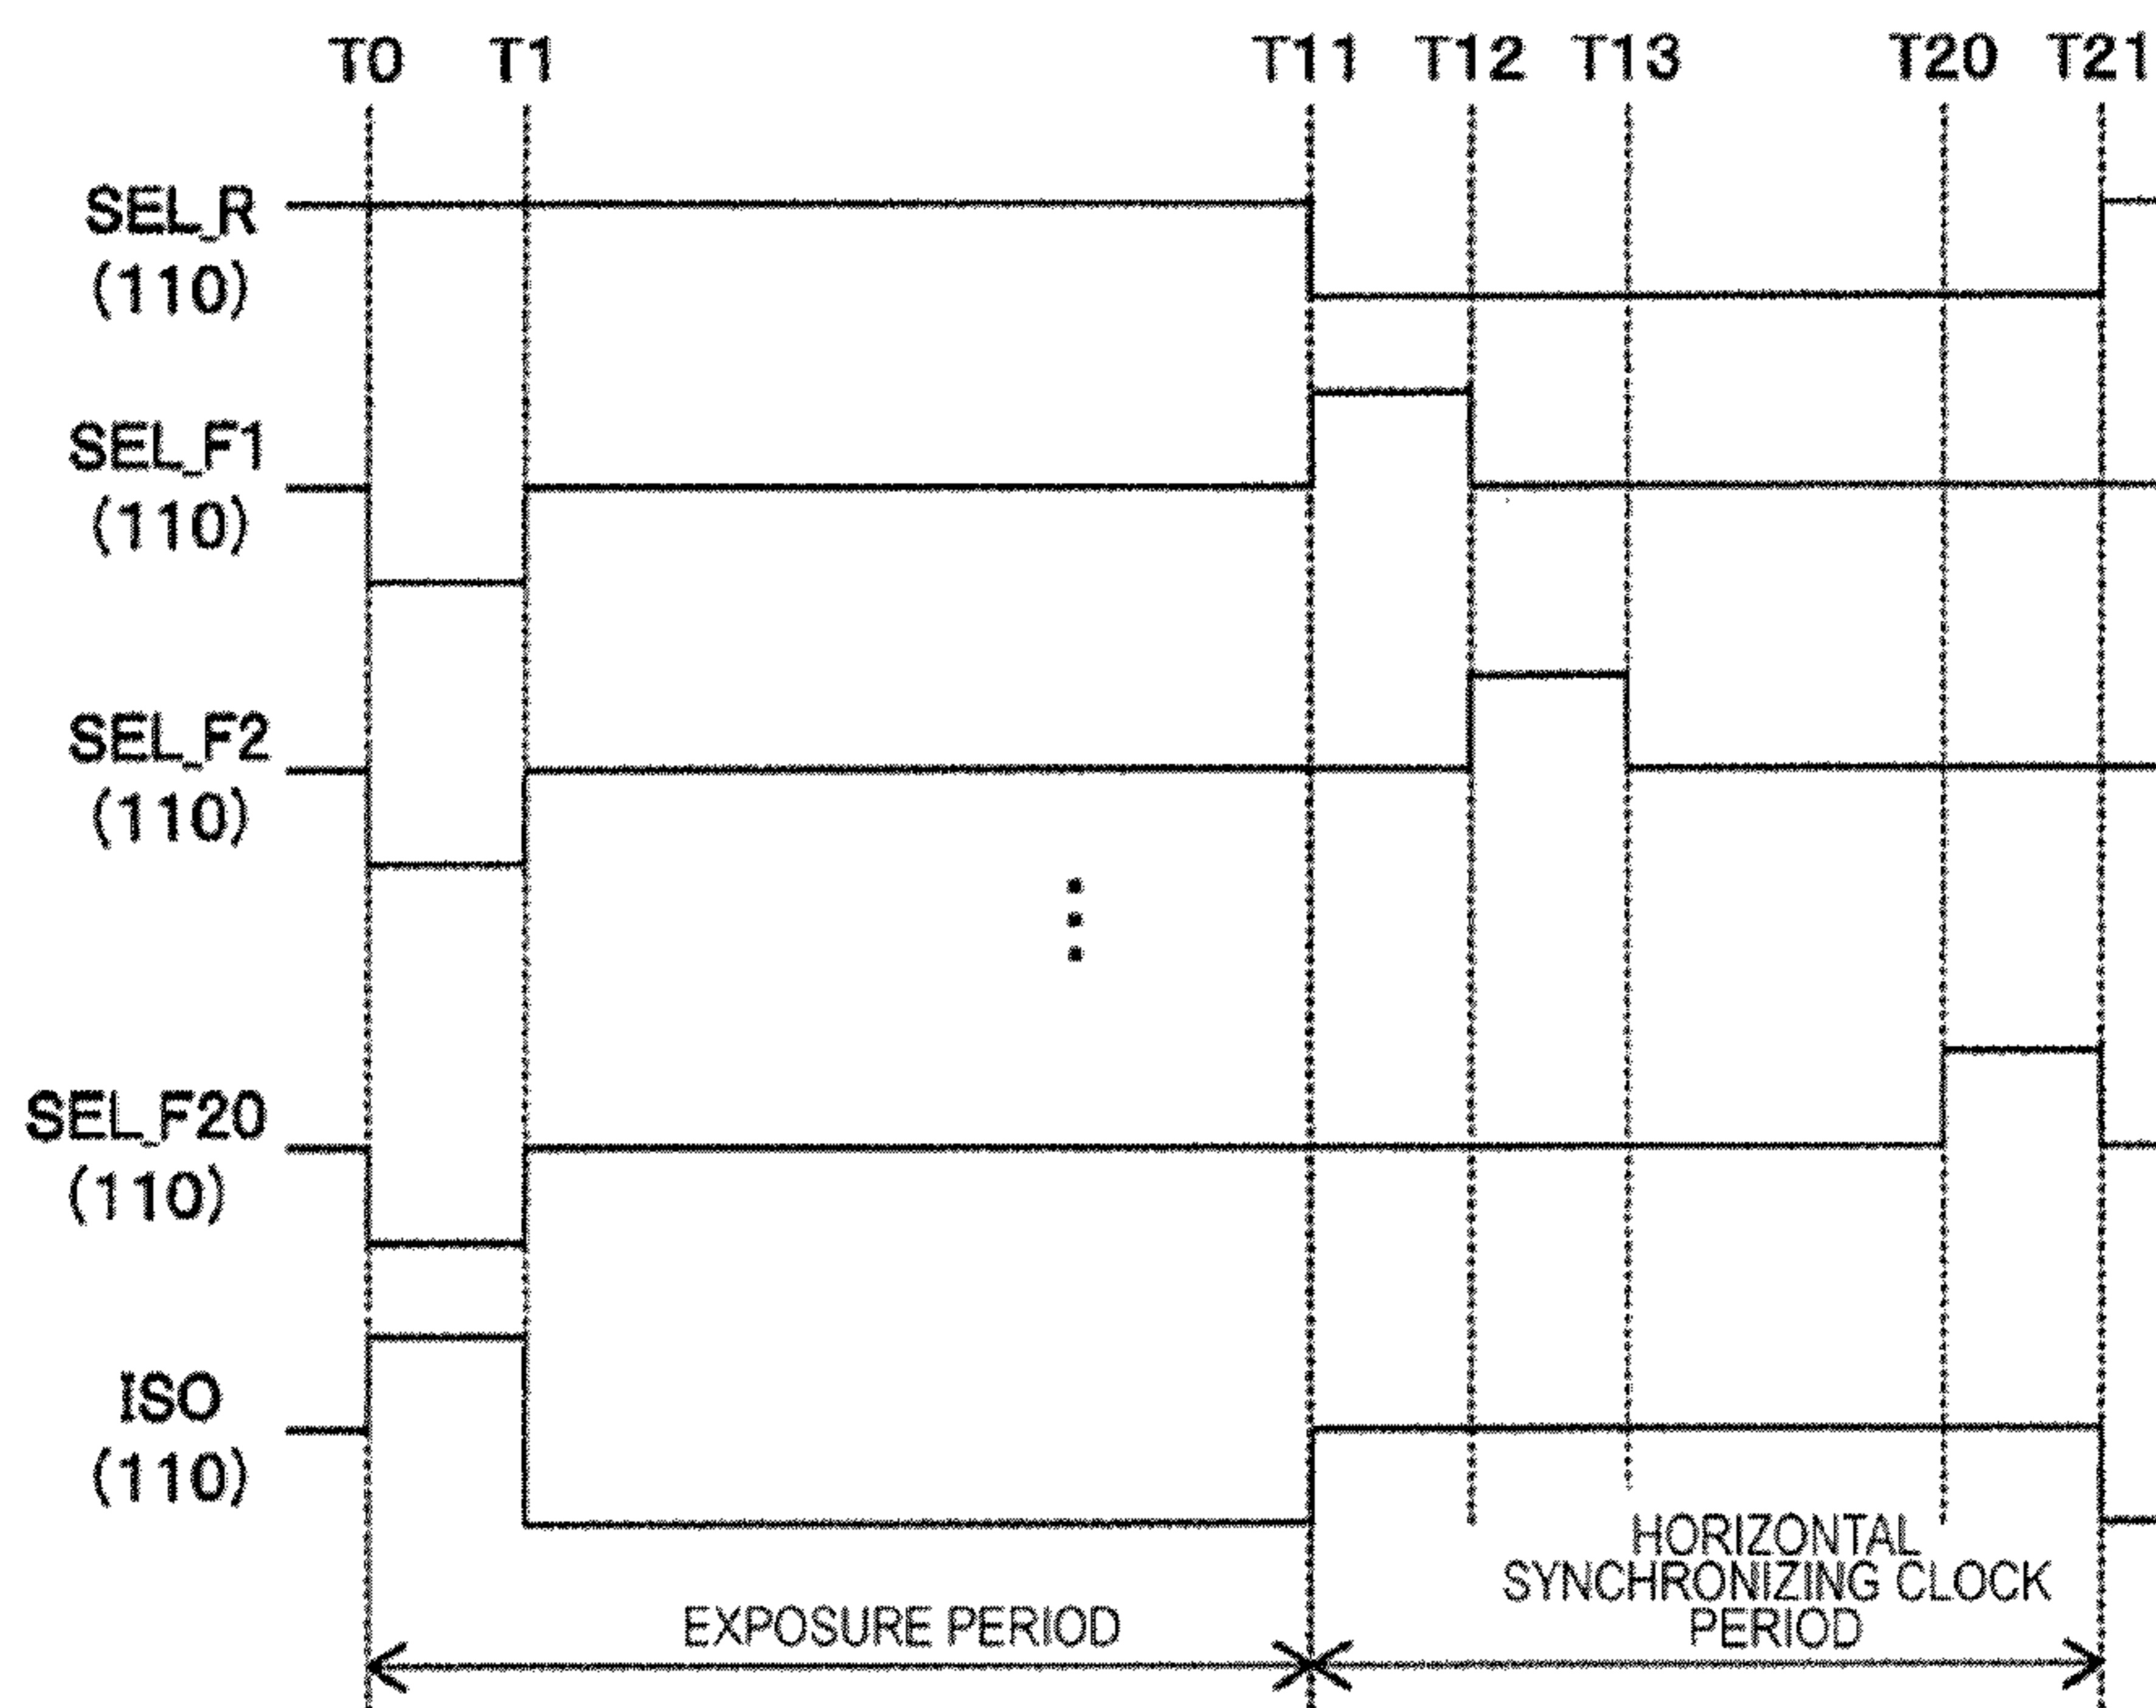 T0 T1 T11 T12 T13 T20 T21
SEL_R
(110)
SEL_F1
(110)
SEL_F2
(110)
SEL_F20
(110)
ISO
(110)
HORIZONTAL
SYNCHRONIZING CLOCK
PERIOD
EXPOSURE PERIOD